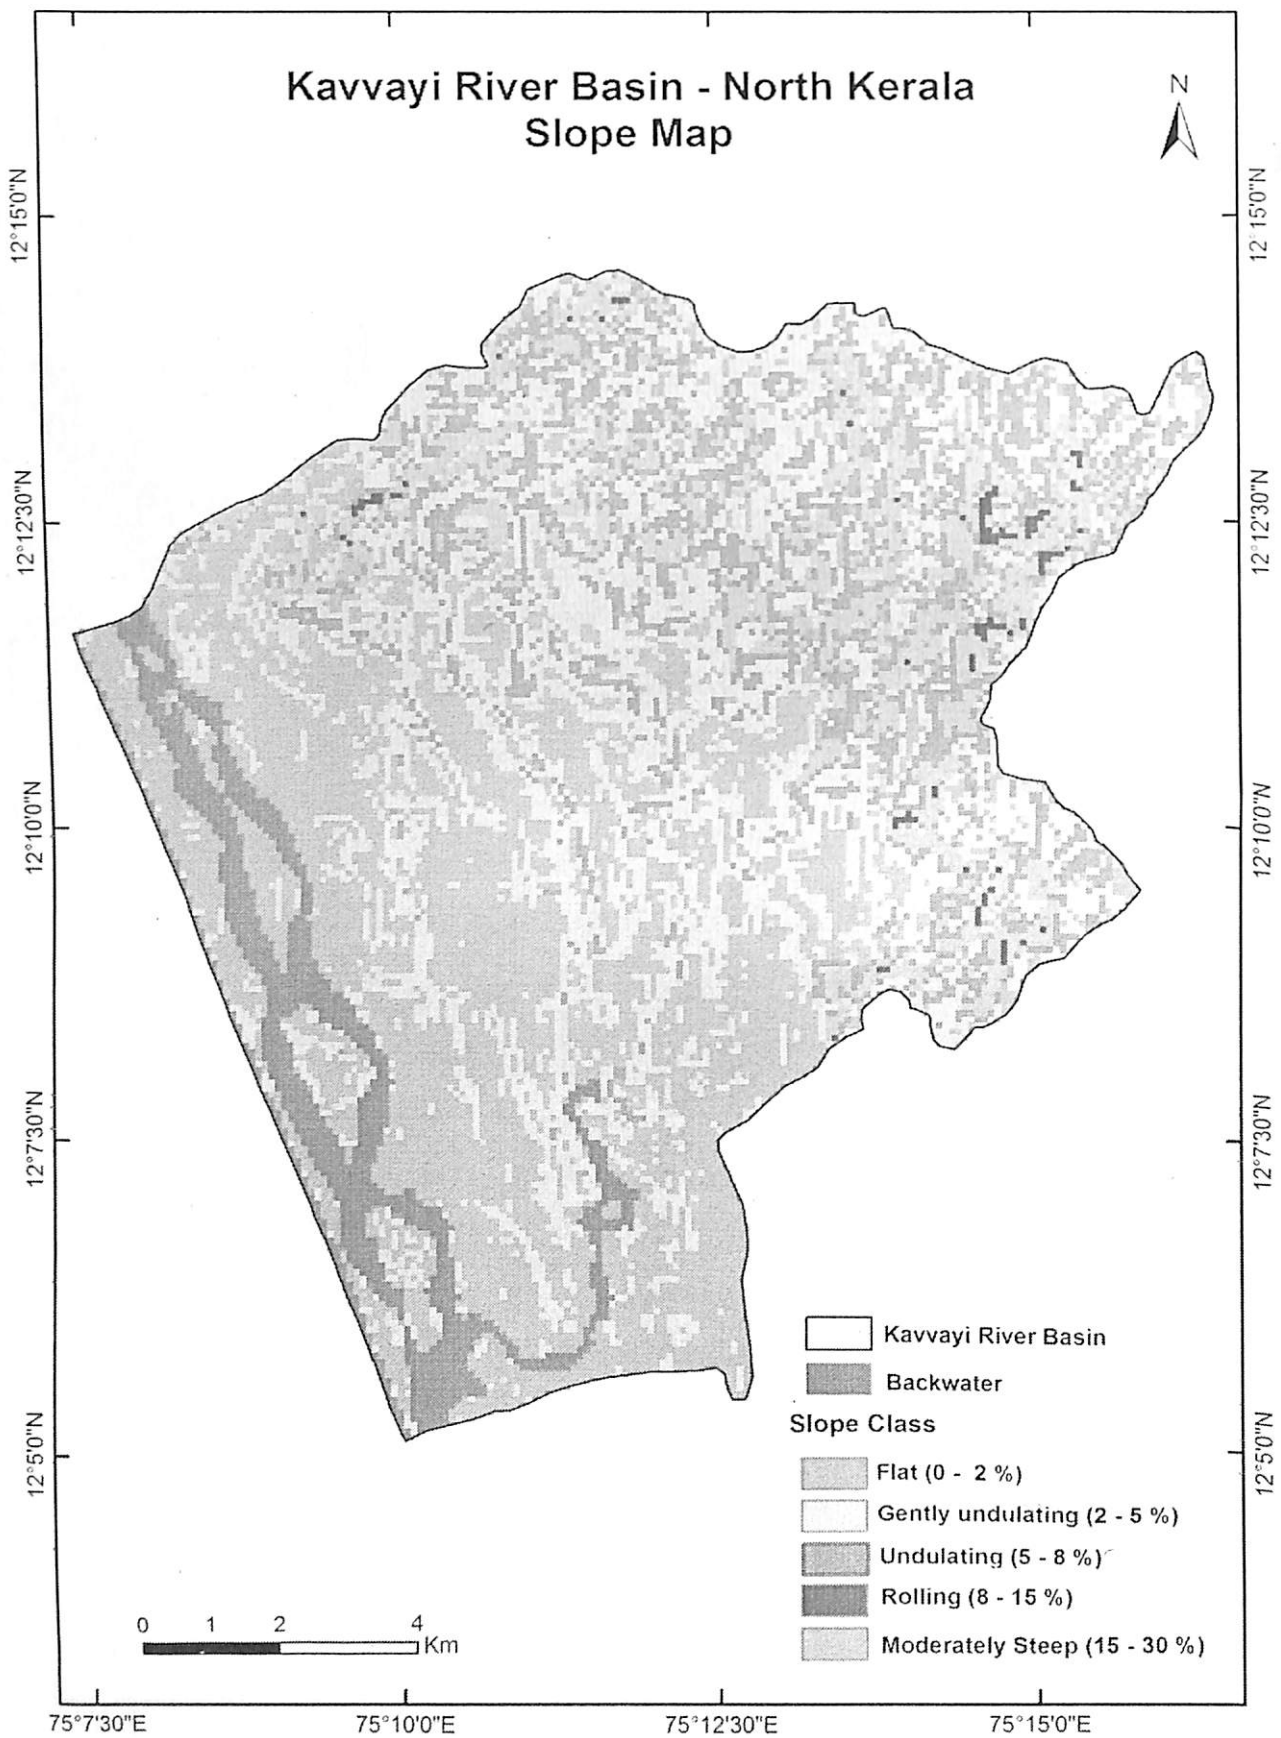 Kavvayi River Basin - North Kerala
Slope Map
N
12°15'0"N
12°15'0"N
12°12'30"N
12°12'30"N
12°10'0"N
12°10'0"N
12°7'30"N
12°7'30"N
12°5'0"N
12°5'0"N
Kavvayi River Basin
Backwater
Slope Class
Flat (0 - 2 %)
Gently undulating (2 - 5 %)
Undulating (5 - 8 %)
Rolling (8 - 15 %)
Moderately Steep (15 - 30 %)
0 1 2 4
Km
75°7'30"E 75°10'0"E 75°12'30"E 75°15'0"E